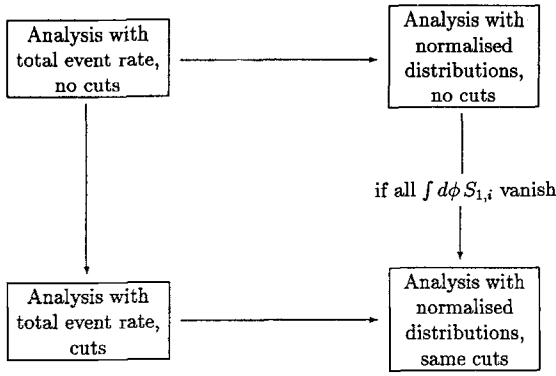 Analysis with
total event rate,
no cuts
Analysis with
normalised
distributions,
no cuts
if all ∫ dϕ S₁,ᵢ vanish
Analysis with
total event rate,
cuts
Analysis with
normalised
distributions,
same cuts